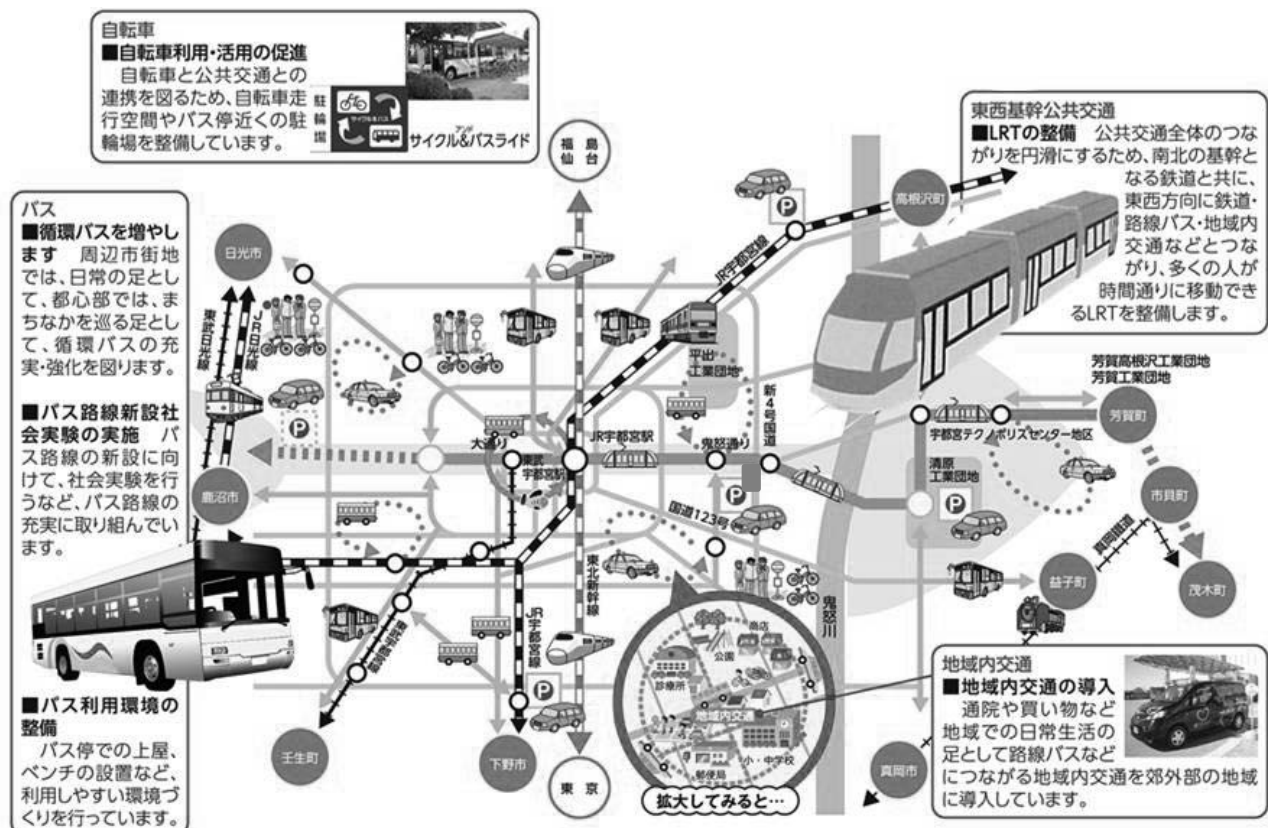 自転車
■自転車利用・活用の促進
自転車と公共交通との
連携を図るため、自転車走
行空間やバス停近くの駐
輪場を整備しています。
駐輪場
サイクル&バス
アンド
サイクル&バスライド
東西基幹公共交通
■LRTの整備 公共交通全体のつな
がりを円滑にするため、南北の基幹と
なる鉄道と共に、
東西方向に鉄道・
路線バス・地域内
交通などとつな
がり、多くの人が
時間通りに移動でき
るLRTを整備します。
バス
■循環バスを増やし
ます 周辺市街地
では、日常の足とし
て、都心部では、ま
ちなかを巡る足とし
て、循環バスの充
実・強化を図ります。
■バス路線新設社
会実験の実施 バ
ス路線の新設に向
けて、社会実験を行
うなど、バス路線の
充実に取り組んでい
ます。
■バス利用環境の
整備
バス停での上屋、
ベンチの設置など、
利用しやすい環境づ
くりを行っています。
福島
仙台
日光市
高根沢町
P
JR宇都宮線
東武日光線
JR日光線
平出
工業団地
新4号国道
芳賀高根沢工業団地
芳賀工業団地
P
大通り
JR宇都宮駅
鬼怒通り
宇都宮テクノポリスセンター地区
芳賀町
東武
宇都宮駅
清原
工業団地
鹿沼市
P
P
市貝町
国道123号
真岡鐵道
東北新幹線
益子町
茂木町
鬼怒川
JR宇都宮線
P
商店
公園
診療所
地域内交通
郵便局
小・中学校
拡大してみると…
壬生町
下野市
東京
真岡市
地域内交通
■地域内交通の導入
通院や買い物など
地域での日常生活の
足として路線バスなど
につながる地域内交通を郊外部の地域
に導入しています。